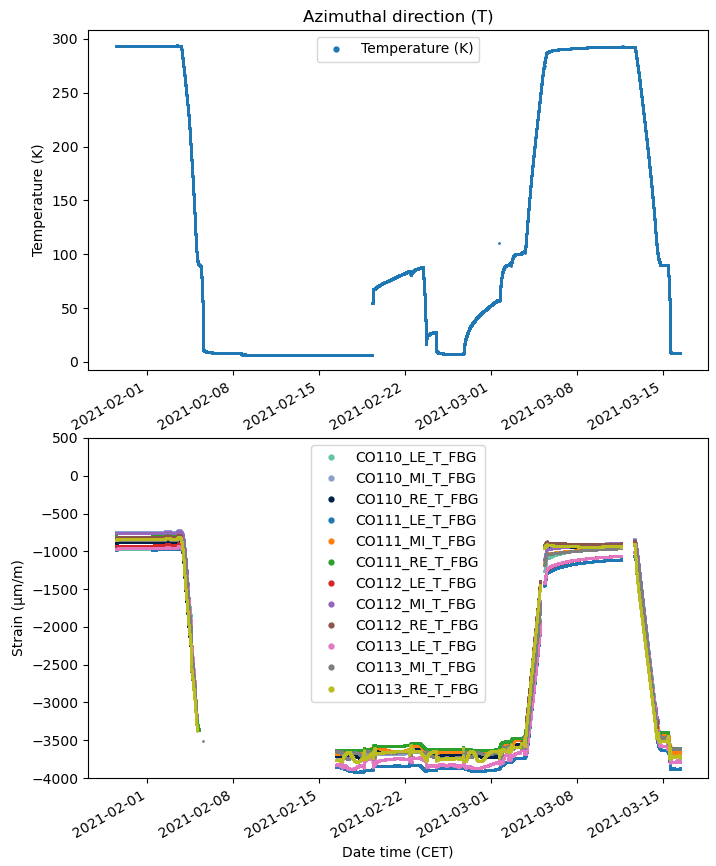 Azimuthal direction (T)
Temperature (K)
300
250
200
150
100
50
0
Temperature (K)
2021-02-01
2021-02-08
2021-02-15
2021-02-22
2021-03-01
2021-03-08
2021-03-15
500
0
−500
−1000
−1500
−2000
−2500
−3000
−3500
−4000
Strain (μm/m)
CO110_LE_T_FBG
CO110_MI_T_FBG
CO110_RE_T_FBG
CO111_LE_T_FBG
CO111_MI_T_FBG
CO111_RE_T_FBG
CO112_LE_T_FBG
CO112_MI_T_FBG
CO112_RE_T_FBG
CO113_LE_T_FBG
CO113_MI_T_FBG
CO113_RE_T_FBG
2021-02-01
2021-02-08
2021-02-15
2021-02-22
2021-03-01
2021-03-08
2021-03-15
Date time (CET)